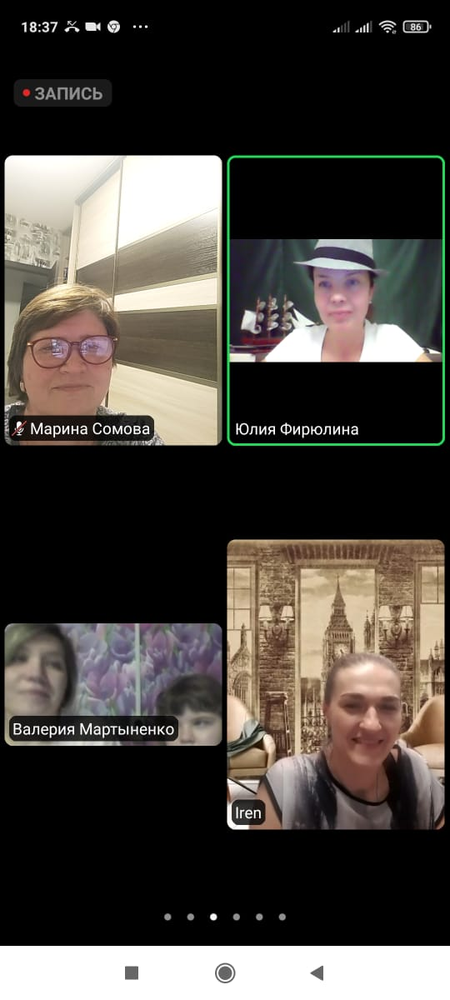 18:37
86
ЗАПИСЬ
Марина Сомова
Юлия Фирюлина
Валерия Мартыненко
Iren